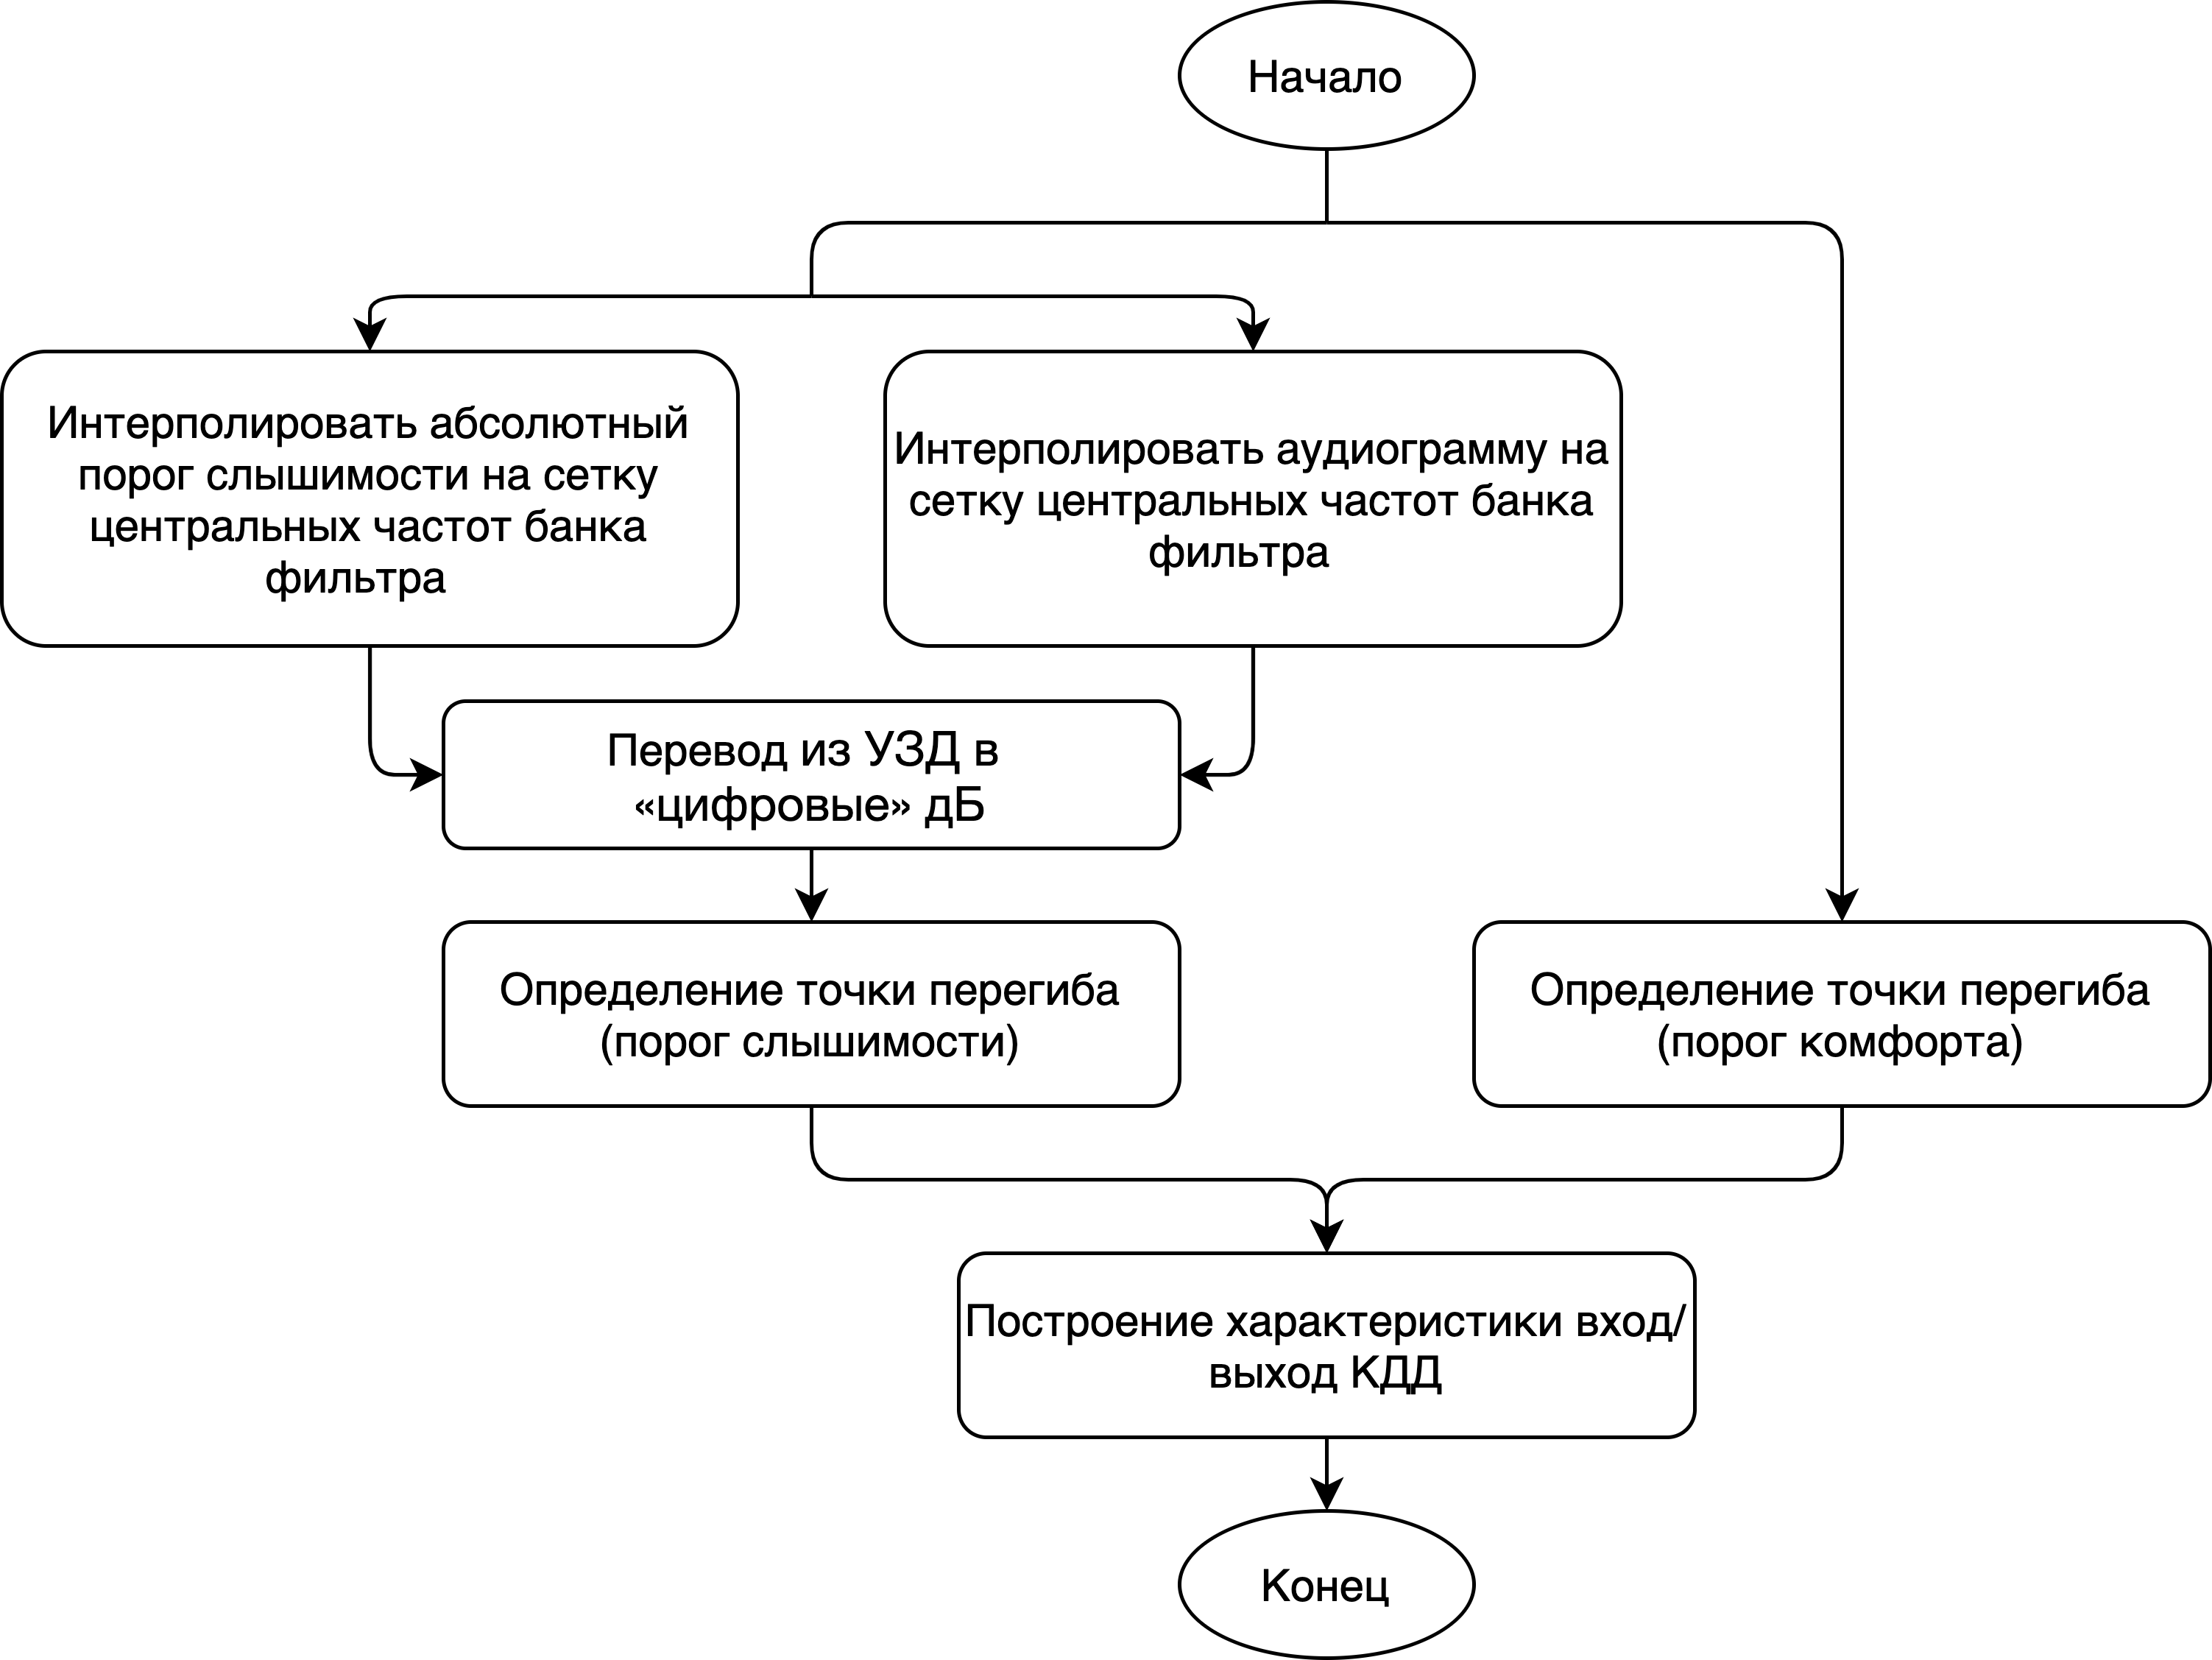 Начало
Интерполировать абсолютный
порог слышимости на сетку
центральных частот банка
фильтра
Интерполировать аудиограмму на
сетку центральных частот банка
фильтра
Перевод из УЗД в
«цифровые» дБ
Определение точки перегиба
(порог слышимости)
Определение точки перегиба
(порог комфорта)
Построение характеристики вход/
выход КДД
Конец